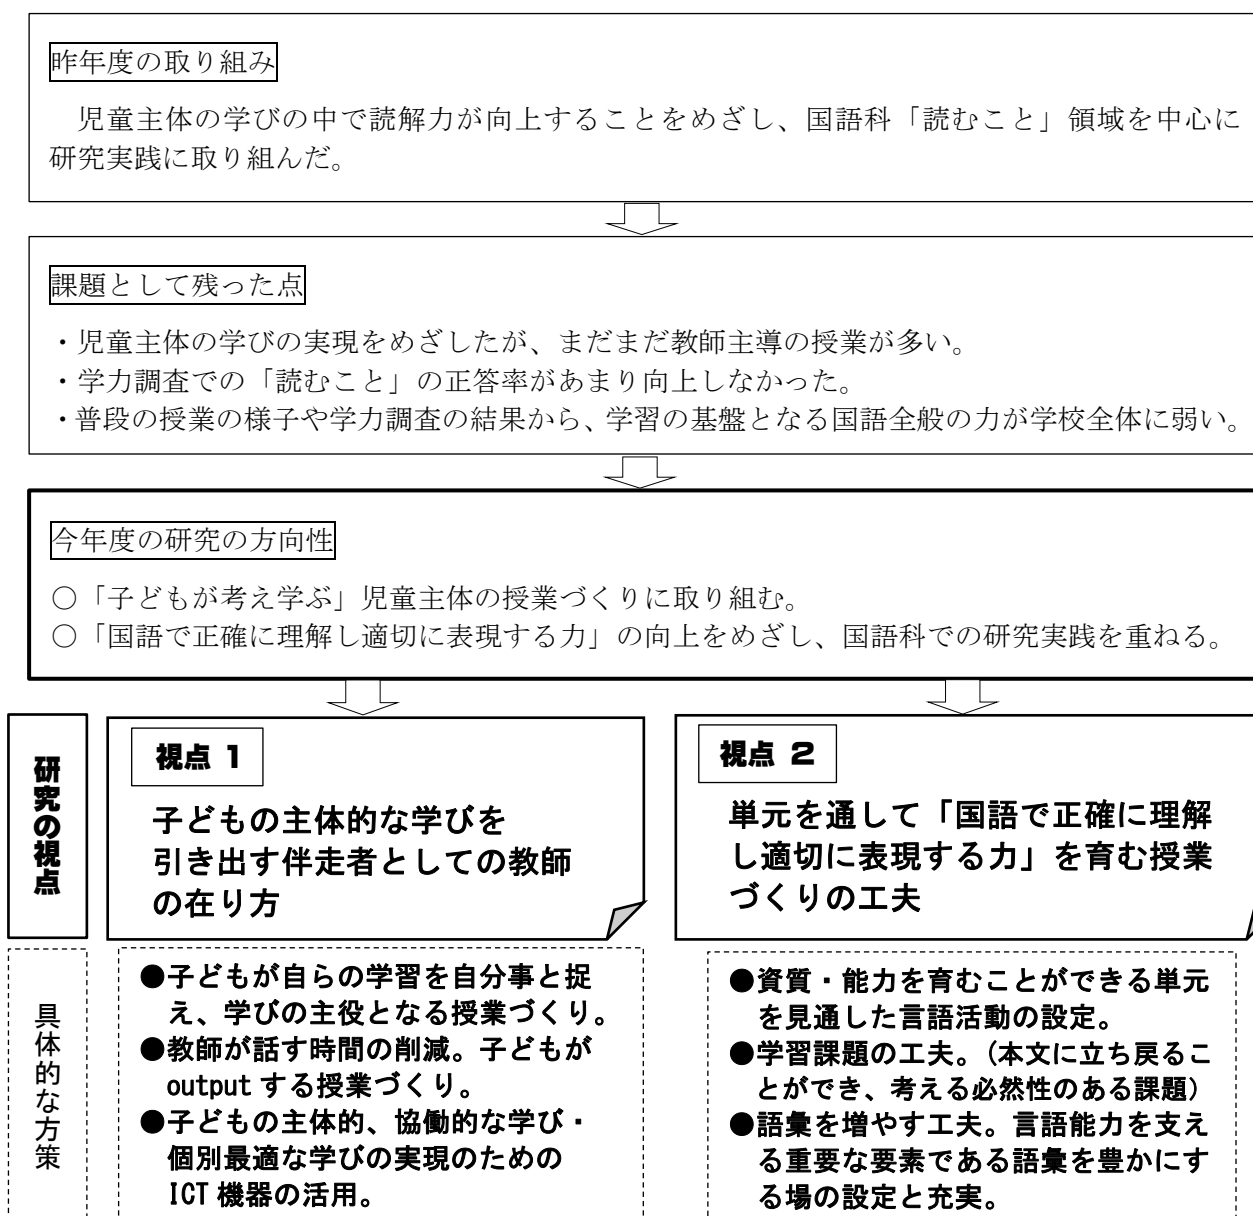 昨年度の取り組み
児童主体の学びの中で読解力が向上することをめざし、国語科「読むこと」領域を中心に
研究実践に取り組んだ。
課題として残った点
・児童主体の学びの実現をめざしたが、まだまだ教師主導の授業が多い。
・学力調査での「読むこと」の正答率があまり向上しなかった。
・普段の授業の様子や学力調査の結果から、学習の基盤となる国語全般の力が学校全体に弱い。
今年度の研究の方向性
○「子どもが考え学ぶ」児童主体の授業づくりに取り組む。
○「国語で正確に理解し適切に表現する力」の向上をめざし、国語科での研究実践を重ねる。
研究の視点
視点 1
子どもの主体的な学びを
引き出す伴走者としての教師
の在り方
視点 2
単元を通して「国語で正確に理解
し適切に表現する力」を育む授業
づくりの工夫
具体的な方策
●子どもが自らの学習を自分事と捉
え、学びの主役となる授業づくり。
●教師が話す時間の削減。子どもが
output する授業づくり。
●子どもの主体的、協働的な学び・
個別最適な学びの実現のための
ICT 機器の活用。
●資質・能力を育むことができる単元
を見通した言語活動の設定。
●学習課題の工夫。(本文に立ち戻るこ
とができ、考える必然性のある課題)
●語彙を増やす工夫。言語能力を支え
る重要な要素である語彙を豊かにす
る場の設定と充実。